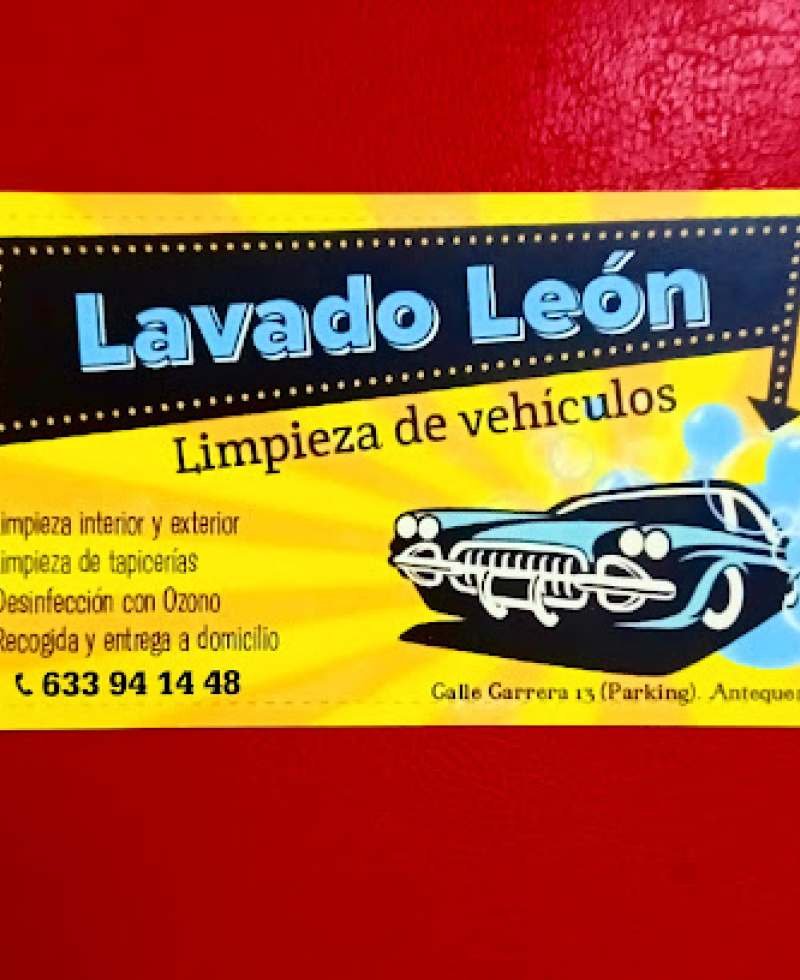 Lavado León
Limpieza de vehículos
impieza interior y exterior
impieza de tapicerías
Desinfección con Ozono
Recogida y entrega a domicilio
633 94 14 48
Calle Carrera 13 (Parking). Anteque